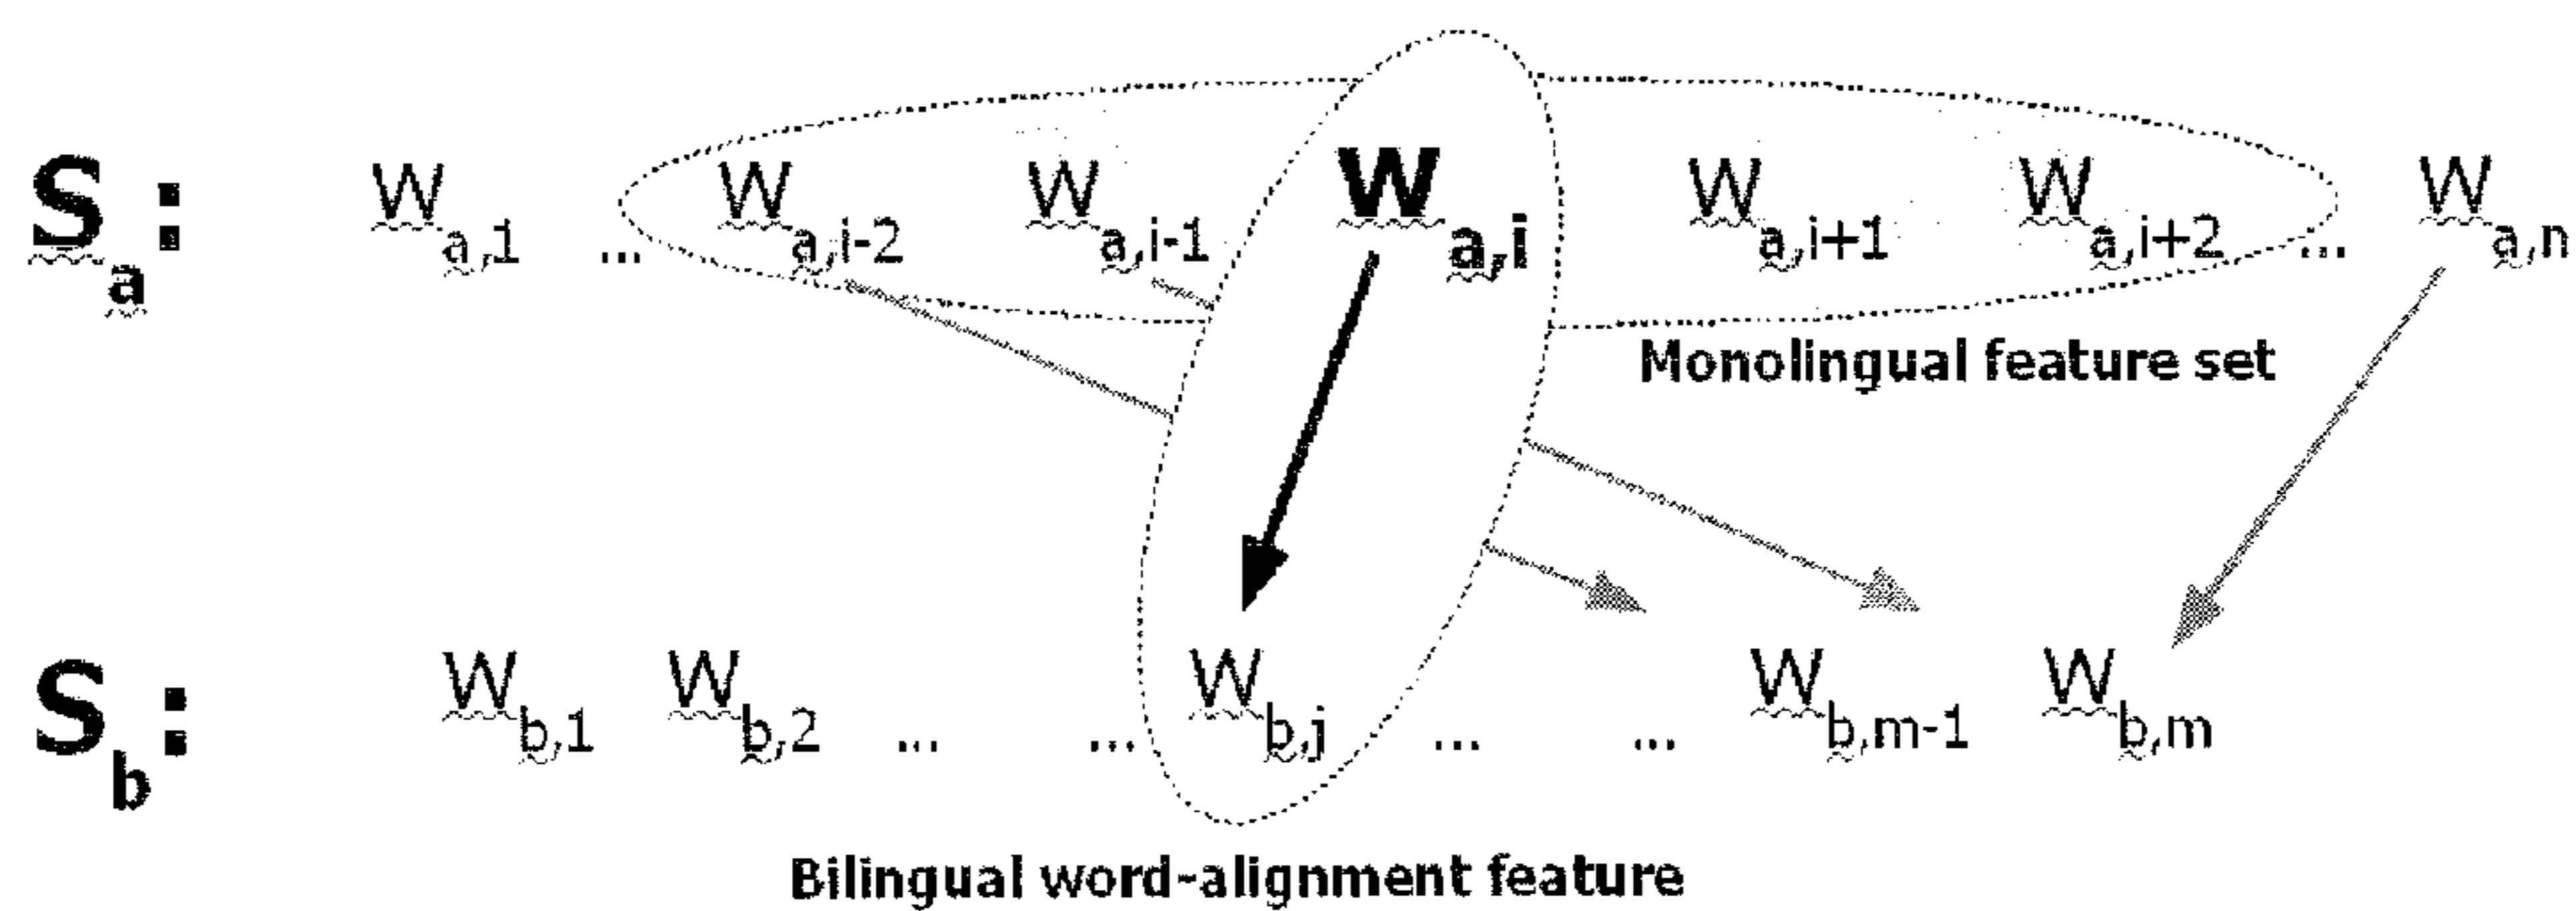 Sa: Wa,1 ... Wa,i-2 Wa,i-1 Wa,i Wa,i+1 Wa,i+2 ... Wa,n
Monolingual feature set
Sb: Wb,1 Wb,2 ... ... Wb,j ... ... Wb,m-1 Wb,m
Bilingual word-alignment feature